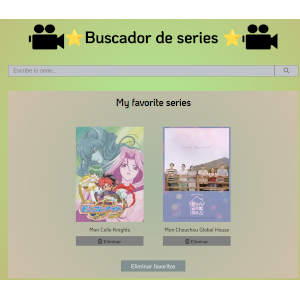 Buscador de series
Escribe tu serie...
My favorite series
Mon Colle Knights
Mon Chouchou Global House
Eliminar
Eliminar
Eliminar favoritos